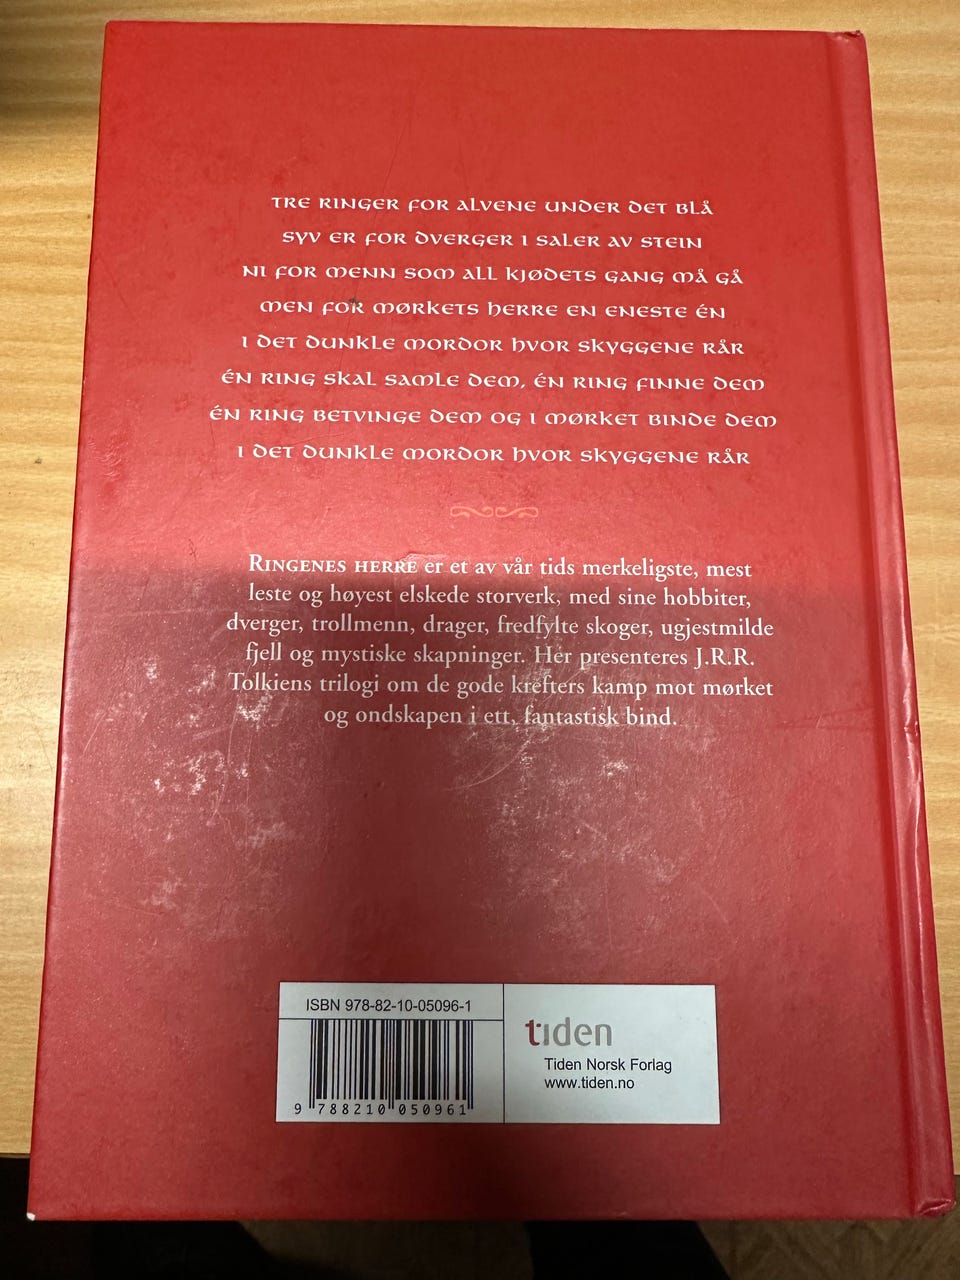 TRE RINGER FOR ALVENE UNDER DET BLÅ
SYV ER FOR DVERGER I SALER AV STEIN
NI FOR MENN SOM ALL KJØDETS GANG MÅ GÅ
MEN FOR MØRKETS HERRE EN ENESTE ÉN
I DET DUNKLE MORDOR HVOR SKYGGENE RÅR
ÉN RING SKAL SAMLE DEM, ÉN RING FINNE DEM
ÉN RING BETVINGE DEM OG I MØRKET BINDE DEM
I DET DUNKLE MORDOR HVOR SKYGGENE RÅR
RINGENES HERRE er et av vår tids merkeligste, mest
leste og høyest elskede storverk, med sine hobbiter,
dverger, trollmenn, drager, fredfylte skoger, ugjestmilde
fjell og mystiske skapninger. Her presenteres J.R.R.
Tolkiens trilogi om de gode krefters kamp mot mørket
og ondskapen i ett, fantastisk bind.
ISBN 978-82-10-05096-1
9 788210 050961
tiden
Tiden Norsk Forlag
www.tiden.no